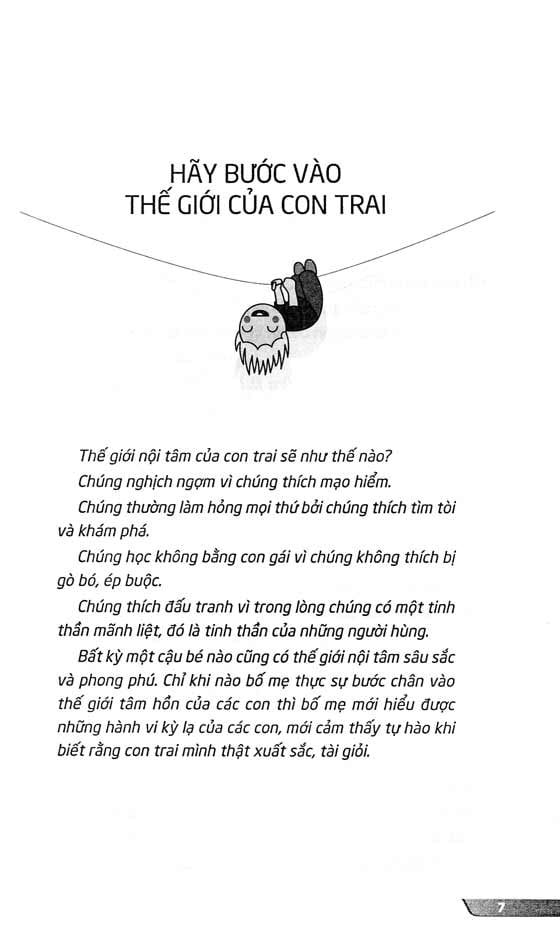 HÃY BƯỚC VÀO
THẾ GIỚI CỦA CON TRAI
Thế giới nội tâm của con trai sẽ như thế nào?
Chúng nghịch ngợm vì chúng thích mạo hiểm.
Chúng thường làm hỏng mọi thứ bởi chúng thích tìm tòi
và khám phá.
Chúng học không bằng con gái vì chúng không thích bị
gò bó, ép buộc.
Chúng thích đấu tranh vì trong lòng chúng có một tinh
thần mãnh liệt, đó là tinh thần của những người hùng.
Bất kỳ một cậu bé nào cũng có thế giới nội tâm sâu sắc
và phong phú. Chỉ khi nào bố mẹ thực sự bước chân vào
thế giới tâm hồn của các con thì bố mẹ mới hiểu được
những hành vi kỳ lạ của các con, mới cảm thấy tự hào khi
biết rằng con trai mình thật xuất sắc, tài giỏi.
7